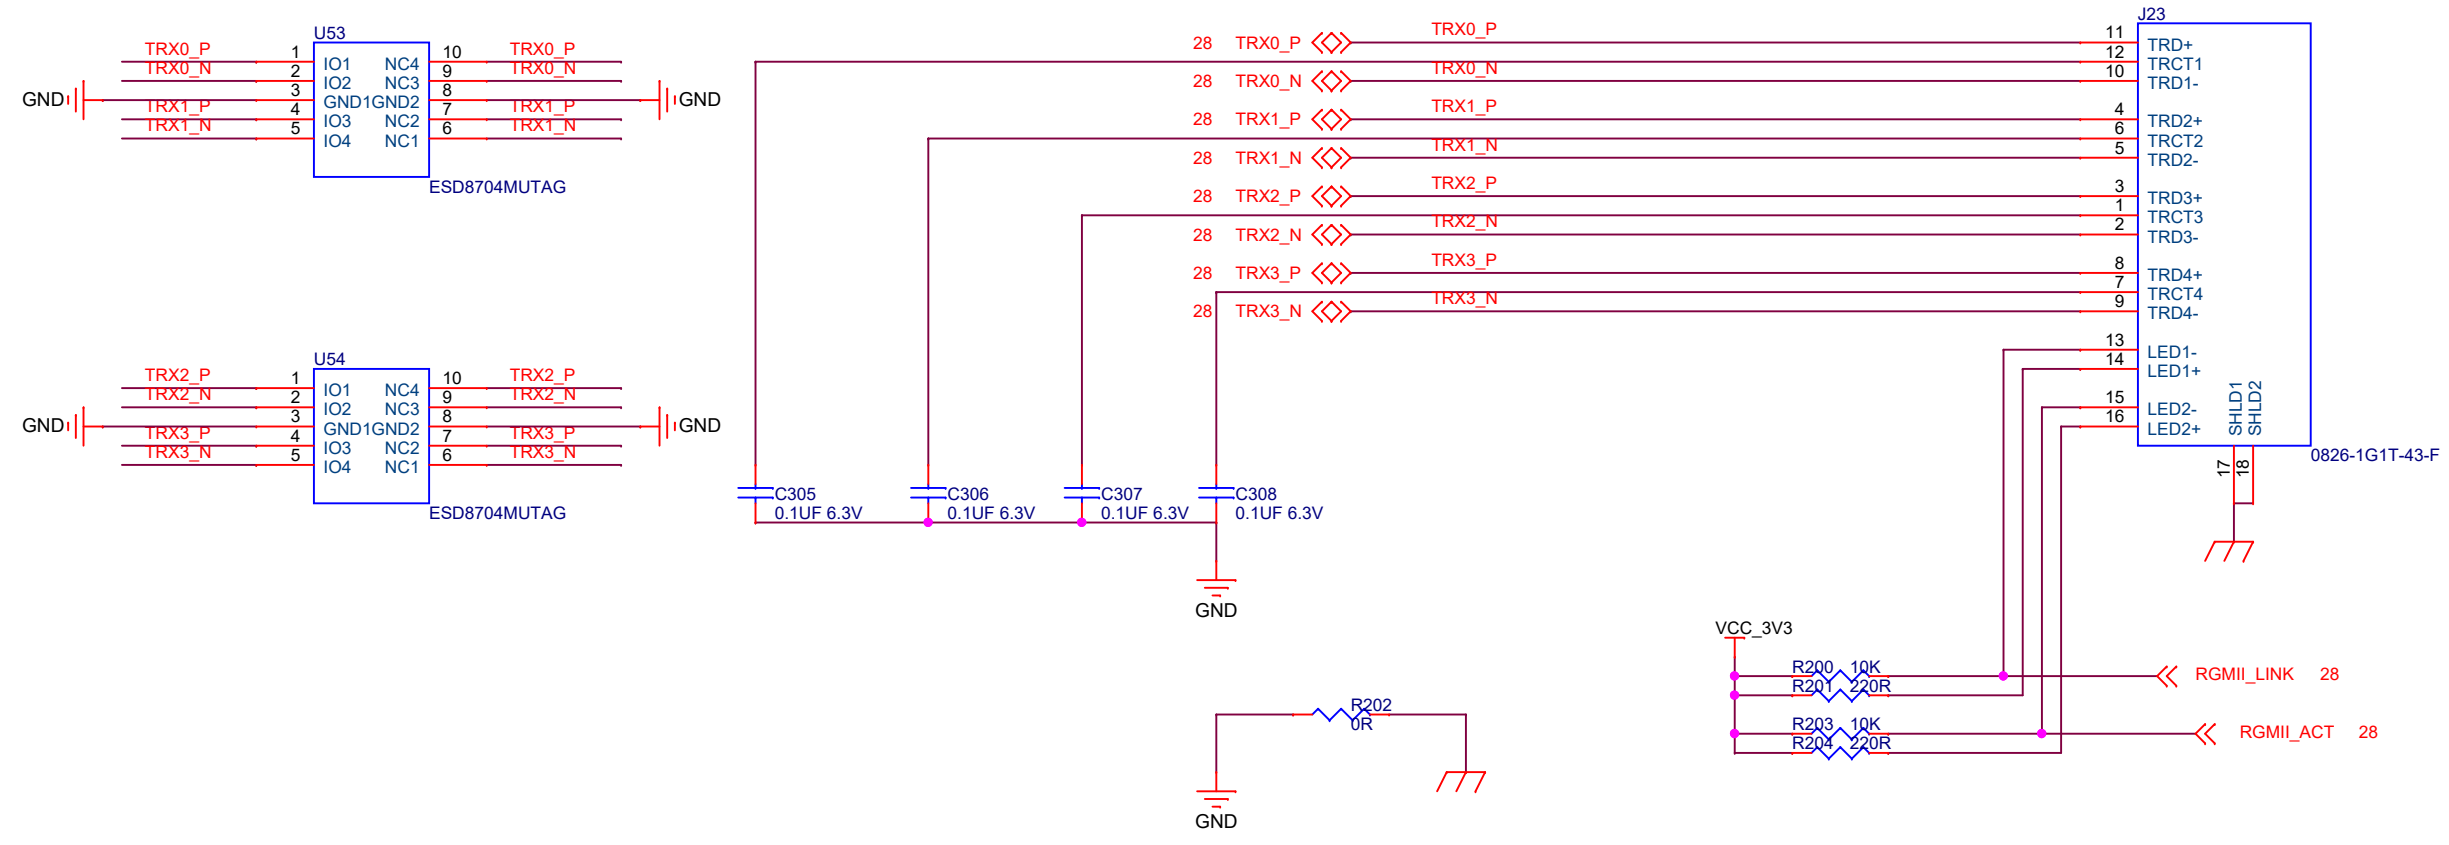 U53
TRX0_P 1 IO1 NC4 10 TRX0_P
TRX0_N 2 IO2 NC3 9 TRX0_N
GND 3 GND1 GND2 8 GND
TRX1_P 4 IO3 NC2 7 TRX1_P
TRX1_N 5 IO4 NC1 6 TRX1_N
ESD8704MUTAG
U54
TRX2_P 1 IO1 NC4 10 TRX2_P
TRX2_N 2 IO2 NC3 9 TRX2_N
GND 3 GND1 GND2 8 GND
TRX3_P 4 IO3 NC2 7 TRX3_P
TRX3_N 5 IO4 NC1 6 TRX3_N
ESD8704MUTAG
J23
28 TRX0_P TRX0_P 11 TRD+
12 TRCT1
28 TRX0_N TRX0_N 10 TRD1-
28 TRX1_P TRX1_P 4 TRD2+
6 TRCT2
28 TRX1_N TRX1_N 5 TRD2-
28 TRX2_P TRX2_P 3 TRD3+
1 TRCT3
28 TRX2_N TRX2_N 2 TRD3-
28 TRX3_P TRX3_P 8 TRD4+
7 TRCT4
28 TRX3_N TRX3_N 9 TRD4-
13 LED1-
14 LED1+
15 LED2-
16 LED2+
SHLD1
SHLD2
17
18
0826-1G1T-43-F
C305
0.1UF 6.3V
C306
0.1UF 6.3V
C307
0.1UF 6.3V
C308
0.1UF 6.3V
GND
VCC_3V3
R200 10K RGMII_LINK 28
R201 220R
R203 10K RGMII_ACT 28
R204 220R
R202
0R
GND